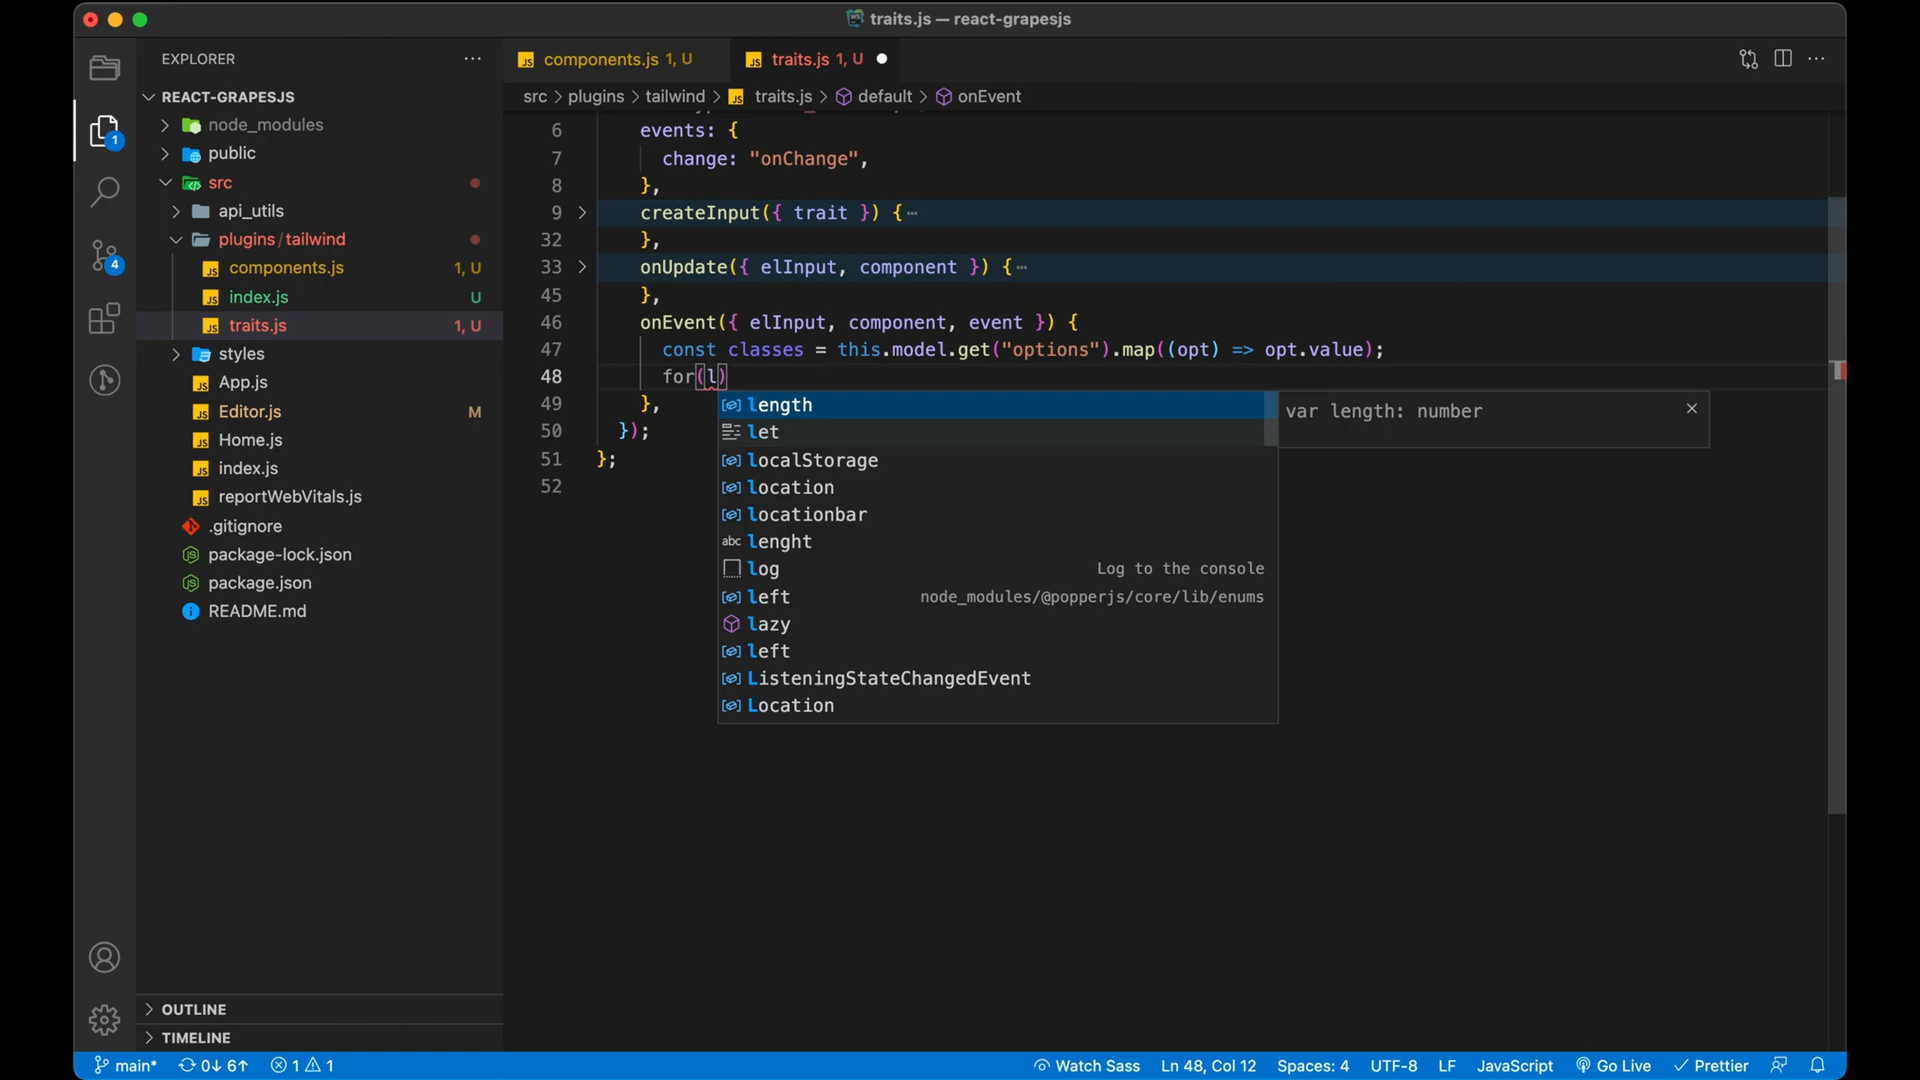 traits.js — react-grapesjs
EXPLORER
components.js 1, U
traits.js 1, U
REACT-GRAPESJS
src > plugins > tailwind > traits.js > default > onEvent
node_modules
public
src
api_utils
plugins / tailwind
components.js 1, U
index.js U
traits.js 1, U
styles
App.js
Editor.js M
Home.js
index.js
reportWebVitals.js
.gitignore
package-lock.json
package.json
README.md
OUTLINE
TIMELINE
6 events: {
7 change: "onChange",
8 },
9 createInput({ trait }) {
32 },
33 onUpdate({ elInput, component }) {
45 },
46 onEvent({ elInput, component, event }) {
47 const classes = this.model.get("options").map((opt) => opt.value);
48 for(l)
49 },
50 });
51 };
52
length
let
localStorage
location
locationbar
abc lenght
log Log to the console
left node_modules/@popperjs/core/lib/enums
lazy
left
ListeningStateChangedEvent
Location
var length: number
1
4
main* 0↓ 6↑ 1 1 Watch Sass Ln 48, Col 12 Spaces: 4 UTF-8 LF JavaScript Go Live Prettier